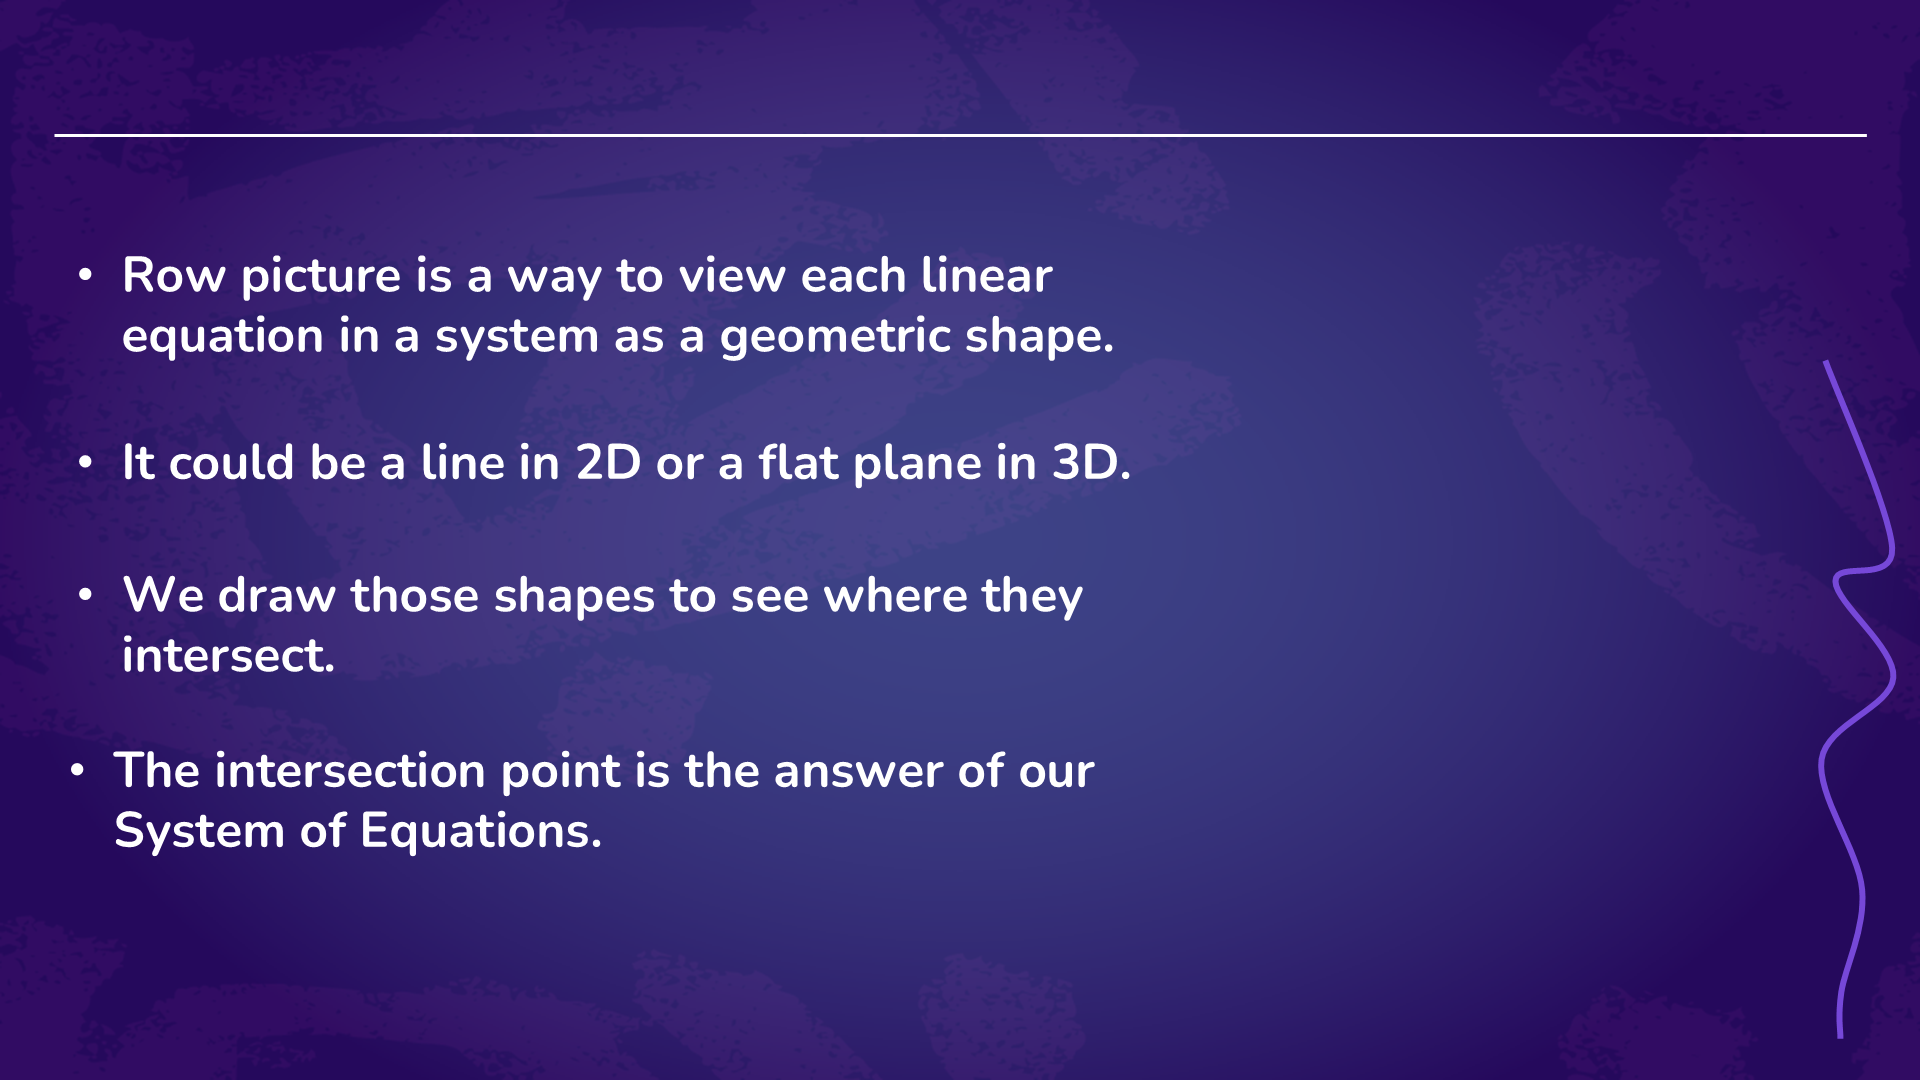 • Row picture is a way to view each linear
equation in a system as a geometric shape.
• It could be a line in 2D or a flat plane in 3D.
• We draw those shapes to see where they
intersect.
• The intersection point is the answer of our
System of Equations.